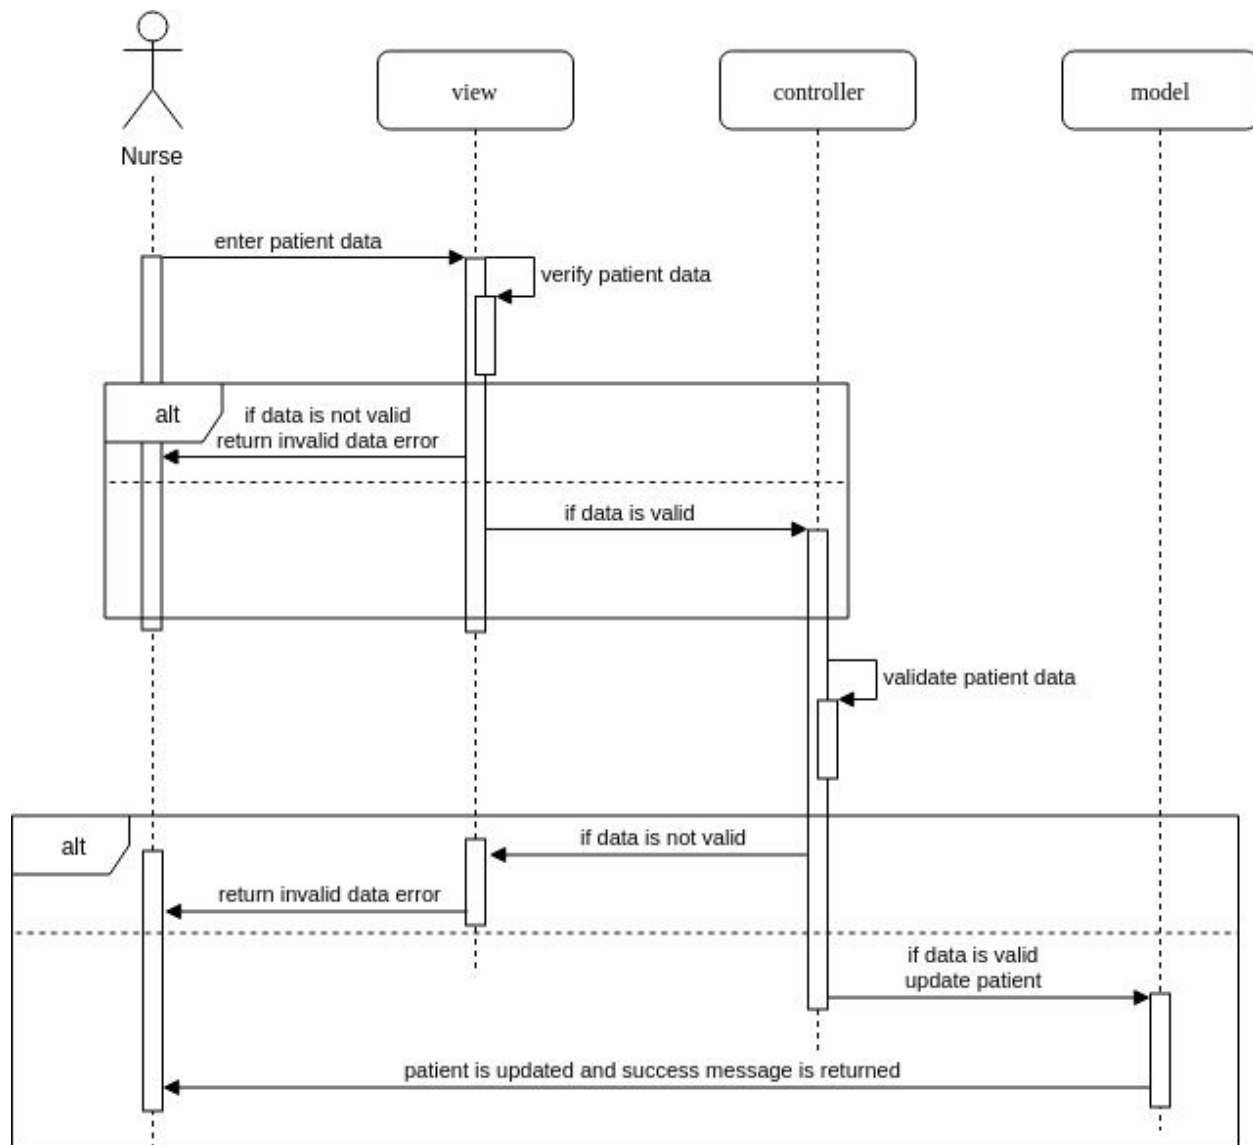 view
controller
model
Nurse
enter patient data
verify patient data
alt
if data is not valid
return invalid data error
if data is valid
validate patient data
alt
if data is not valid
return invalid data error
if data is valid
update patient
patient is updated and success message is returned